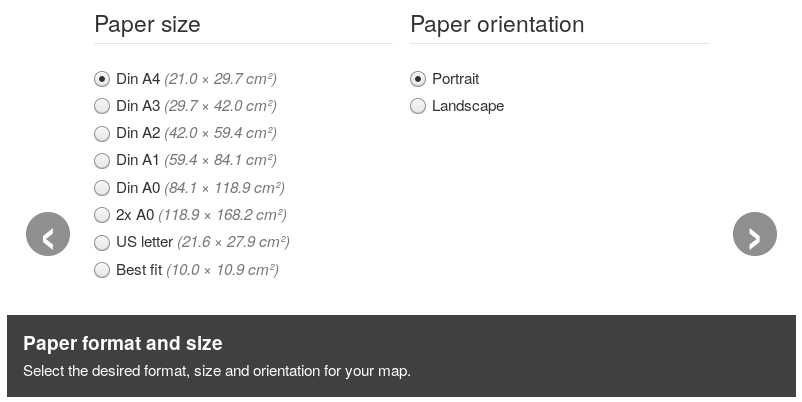 Paper size
Din A4 (21.0 × 29.7 cm²)
Din A3 (29.7 × 42.0 cm²)
Din A2 (42.0 × 59.4 cm²)
Din A1 (59.4 × 84.1 cm²)
Din A0 (84.1 × 118.9 cm²)
2x A0 (118.9 × 168.2 cm²)
US letter (21.6 × 27.9 cm²)
Best fit (10.0 × 10.9 cm²)
Paper orientation
Portrait
Landscape
Paper format and size
Select the desired format, size and orientation for your map.